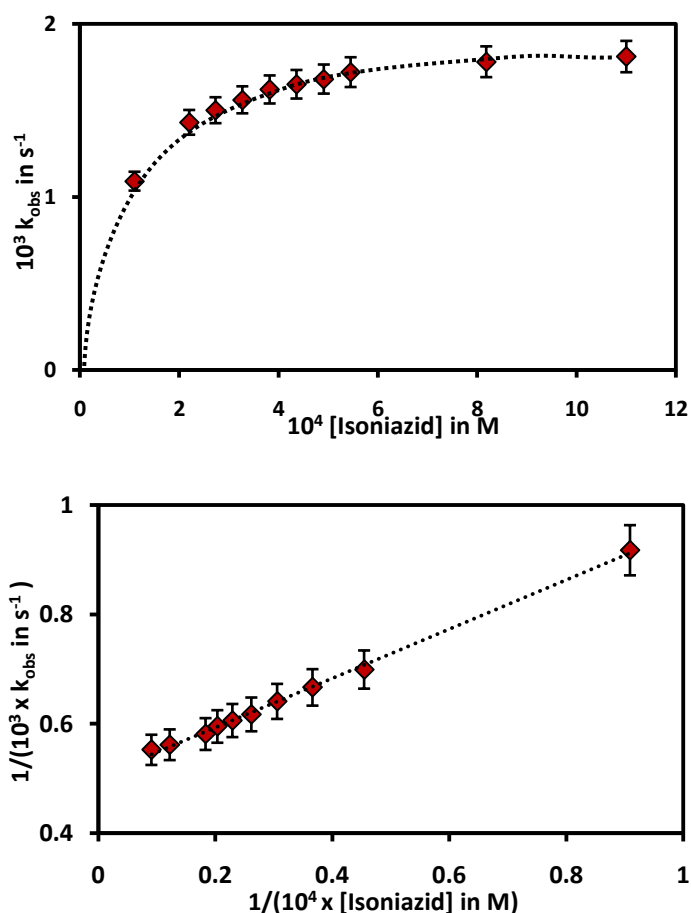 2
1
0
10³ k_obs in s⁻¹
0 2 4 6 8 10 12
10⁴ [Isoniazid] in M
1
0.8
0.6
0.4
1/(10³ x k_obs in s⁻¹ )
0 0.2 0.4 0.6 0.8 1
1/(10⁴ x [Isoniazid] in M)